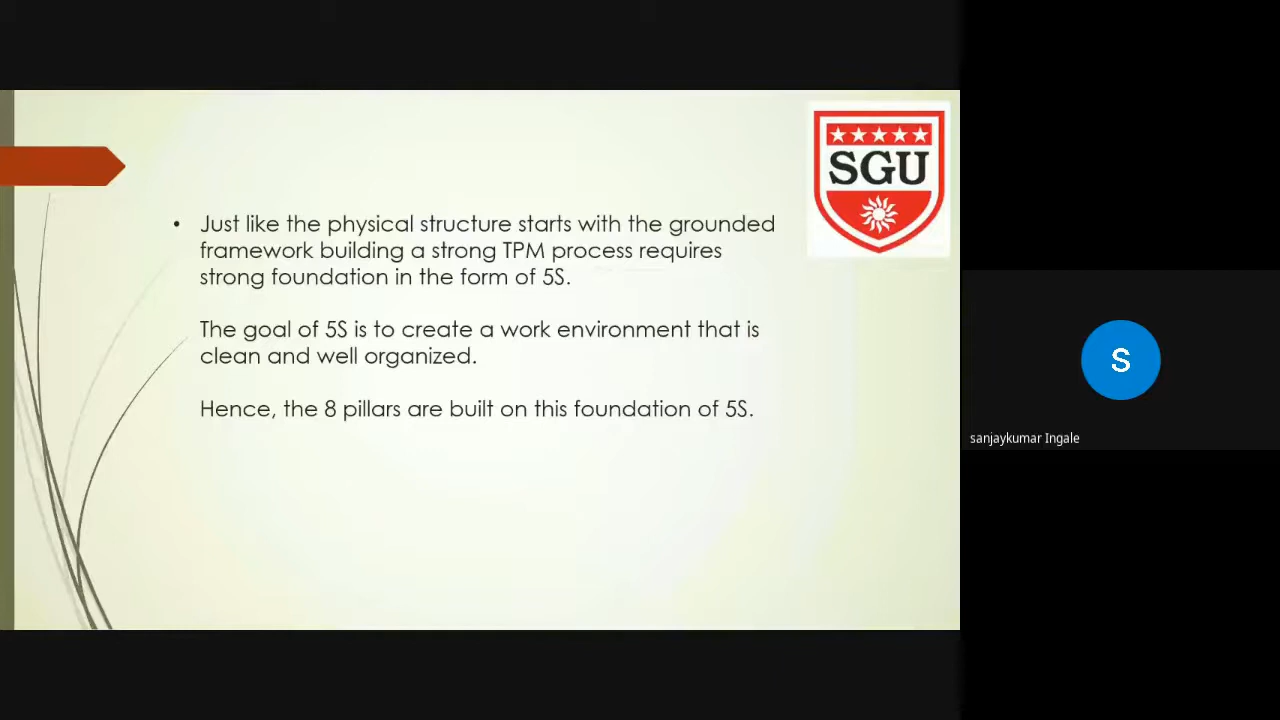 SGU
• Just like the physical structure starts with the grounded
framework building a strong TPM process requires
strong foundation in the form of 5S.
The goal of 5S is to create a work environment that is
clean and well organized.
Hence, the 8 pillars are built on this foundation of 5S.
S
sanjaykumar Ingale